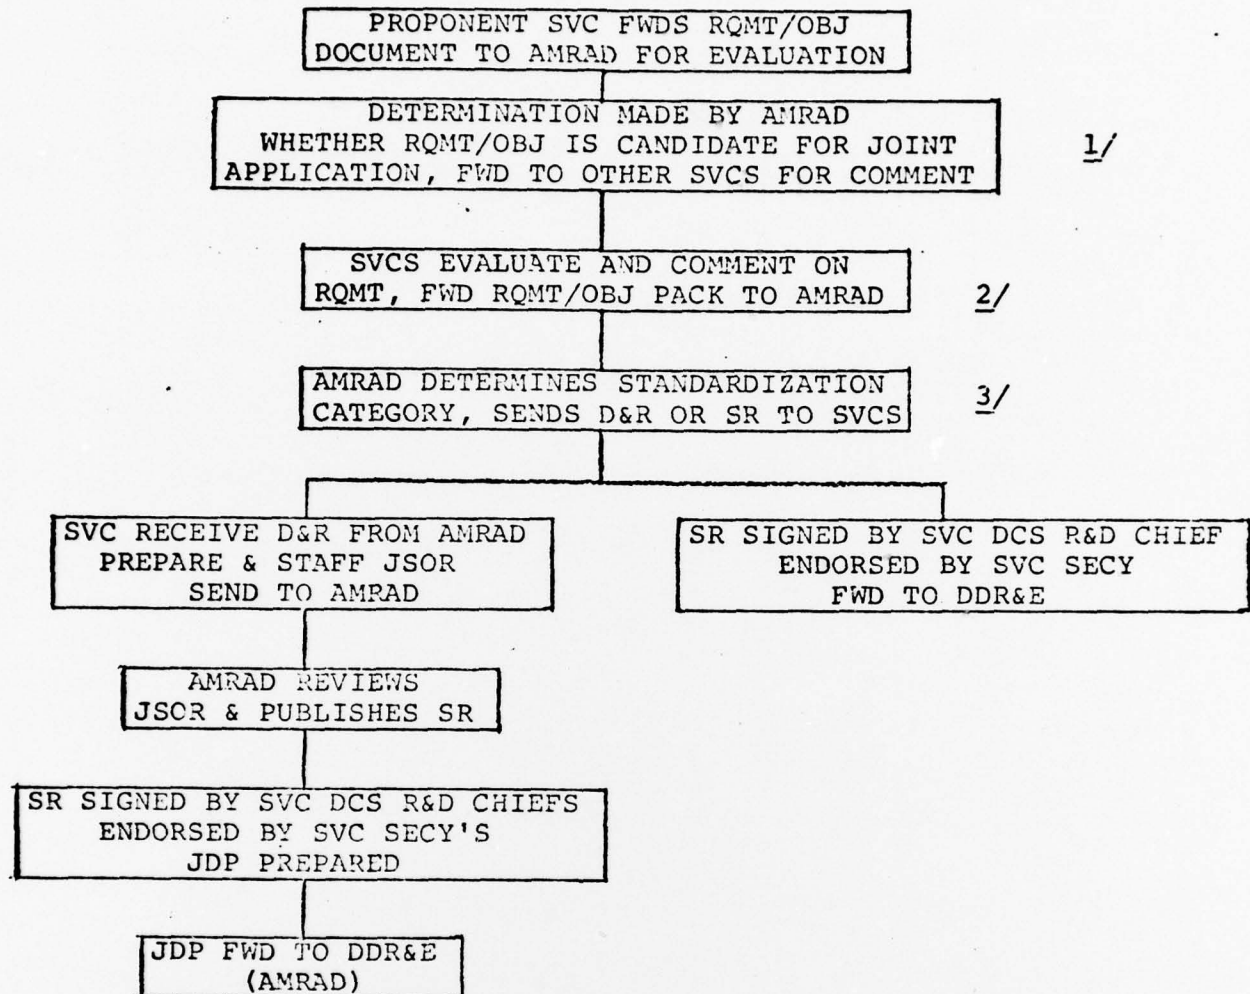 PROPONENT SVC FWDS RQMT/OBJ
DOCUMENT TO AMRAD FOR EVALUATION
DETERMINATION MADE BY AMRAD
WHETHER RQMT/OBJ IS CANDIDATE FOR JOINT
APPLICATION, FWD TO OTHER SVCS FOR COMMENT
1/
SVCS EVALUATE AND COMMENT ON
RQMT, FWD RQMT/OBJ PACK TO AMRAD
2/
AMRAD DETERMINES STANDARDIZATION
CATEGORY, SENDS D&R OR SR TO SVCS
3/
SVC RECEIVE D&R FROM AMRAD
PREPARE & STAFF JSOR
SEND TO AMRAD
SR SIGNED BY SVC DCS R&D CHIEF
ENDORSED BY SVC SECY
FWD TO DDR&E
AMRAD REVIEWS
JSOR & PUBLISHES SR
SR SIGNED BY SVC DCS R&D CHIEFS
ENDORSED BY SVC SECY'S
JDP PREPARED
JDP FWD TO DDR&E
(AMRAD)